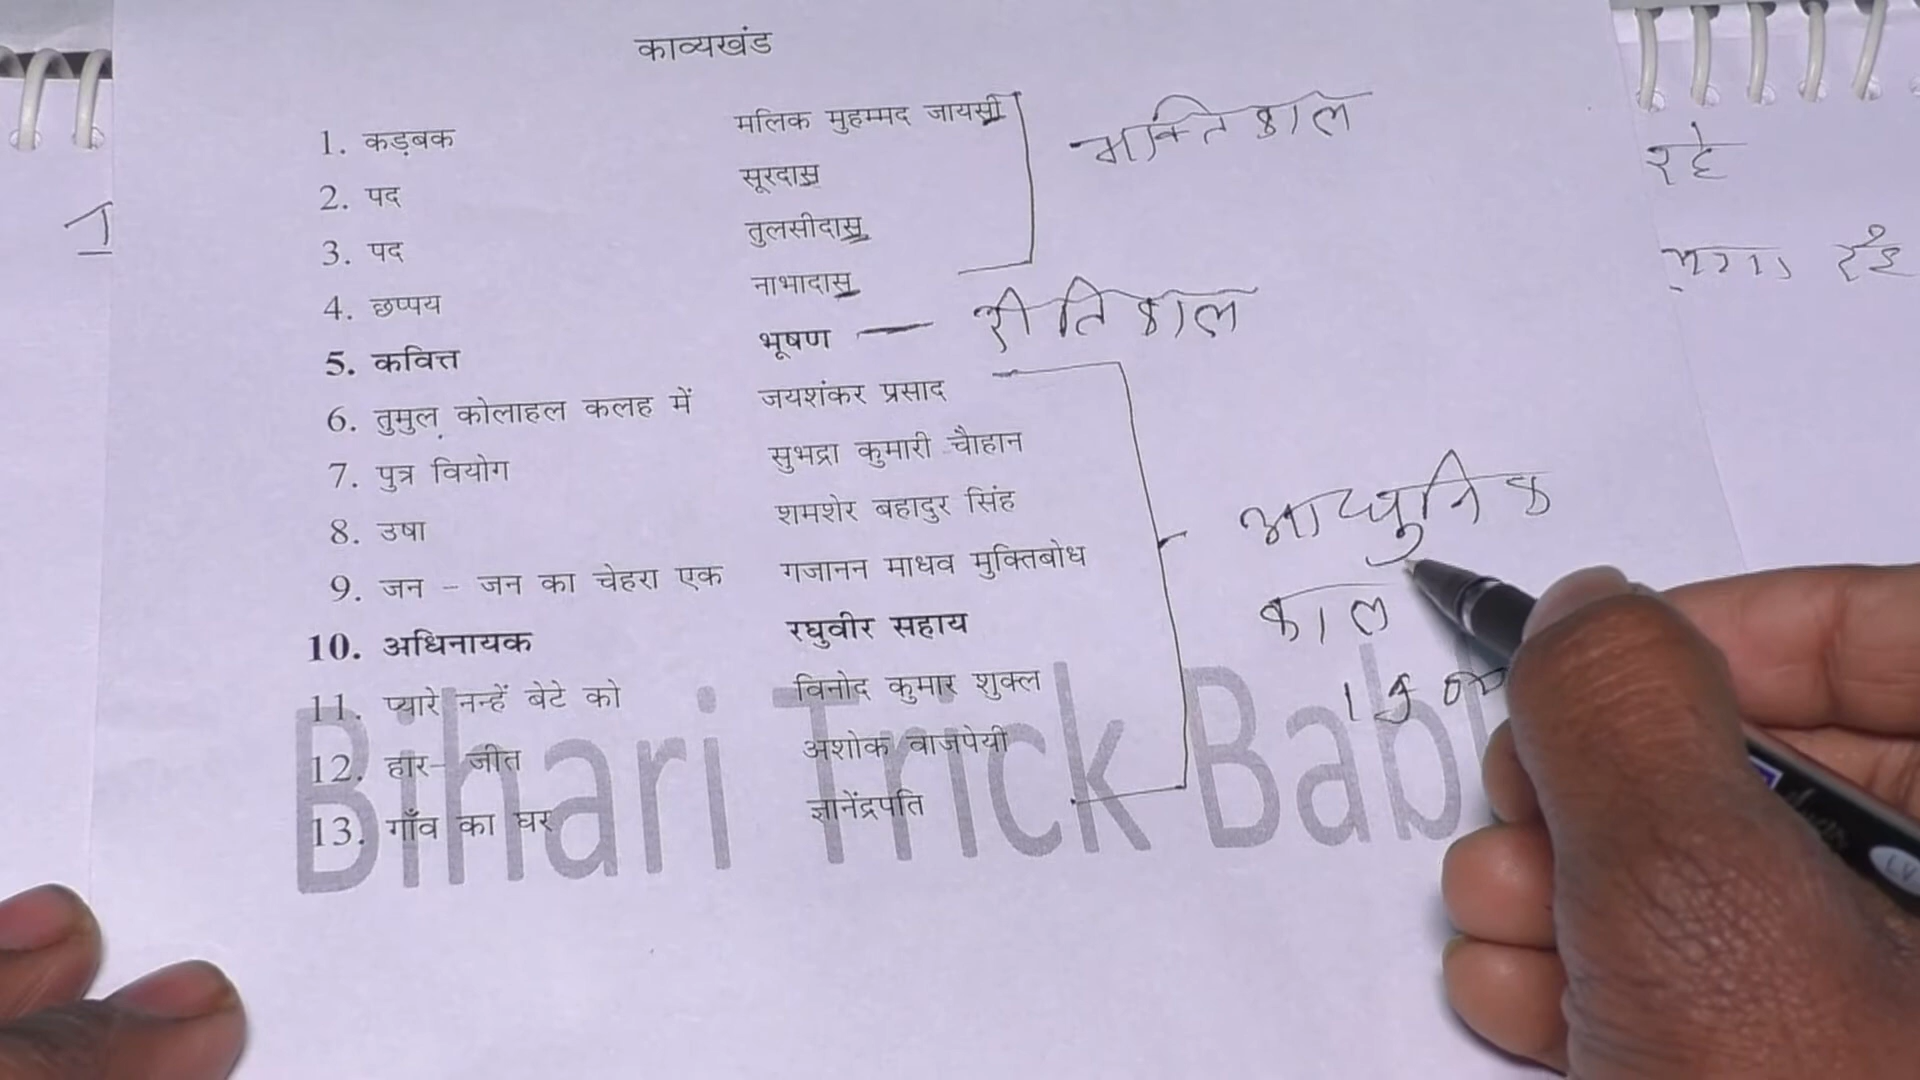 काव्यखंड
1. कड़बक मलिक मुहम्मद जायसी
भक्तिकाल
2. पद सूरदास
3. पद तुलसीदास
4. छप्पय नाभादास
5. कवित्त भूषण — रीतिकाल
6. तुमुल कोलाहल कलह में जयशंकर प्रसाद
7. पुत्र वियोग सुभद्रा कुमारी चौहान
8. उषा शमशेर बहादुर सिंह
9. जन - जन का चेहरा एक गजानन माधव मुक्तिबोध
10. अधिनायक रघुवीर सहाय
11. प्यारे नन्हें बेटे को विनोद कुमार शुक्ल
12. हार- जीत अशोक वाजपेयी
13. गाँव का घर ज्ञानेंद्रपति
आधुनिक
काल
Bihari Trick Bab
1
रहे